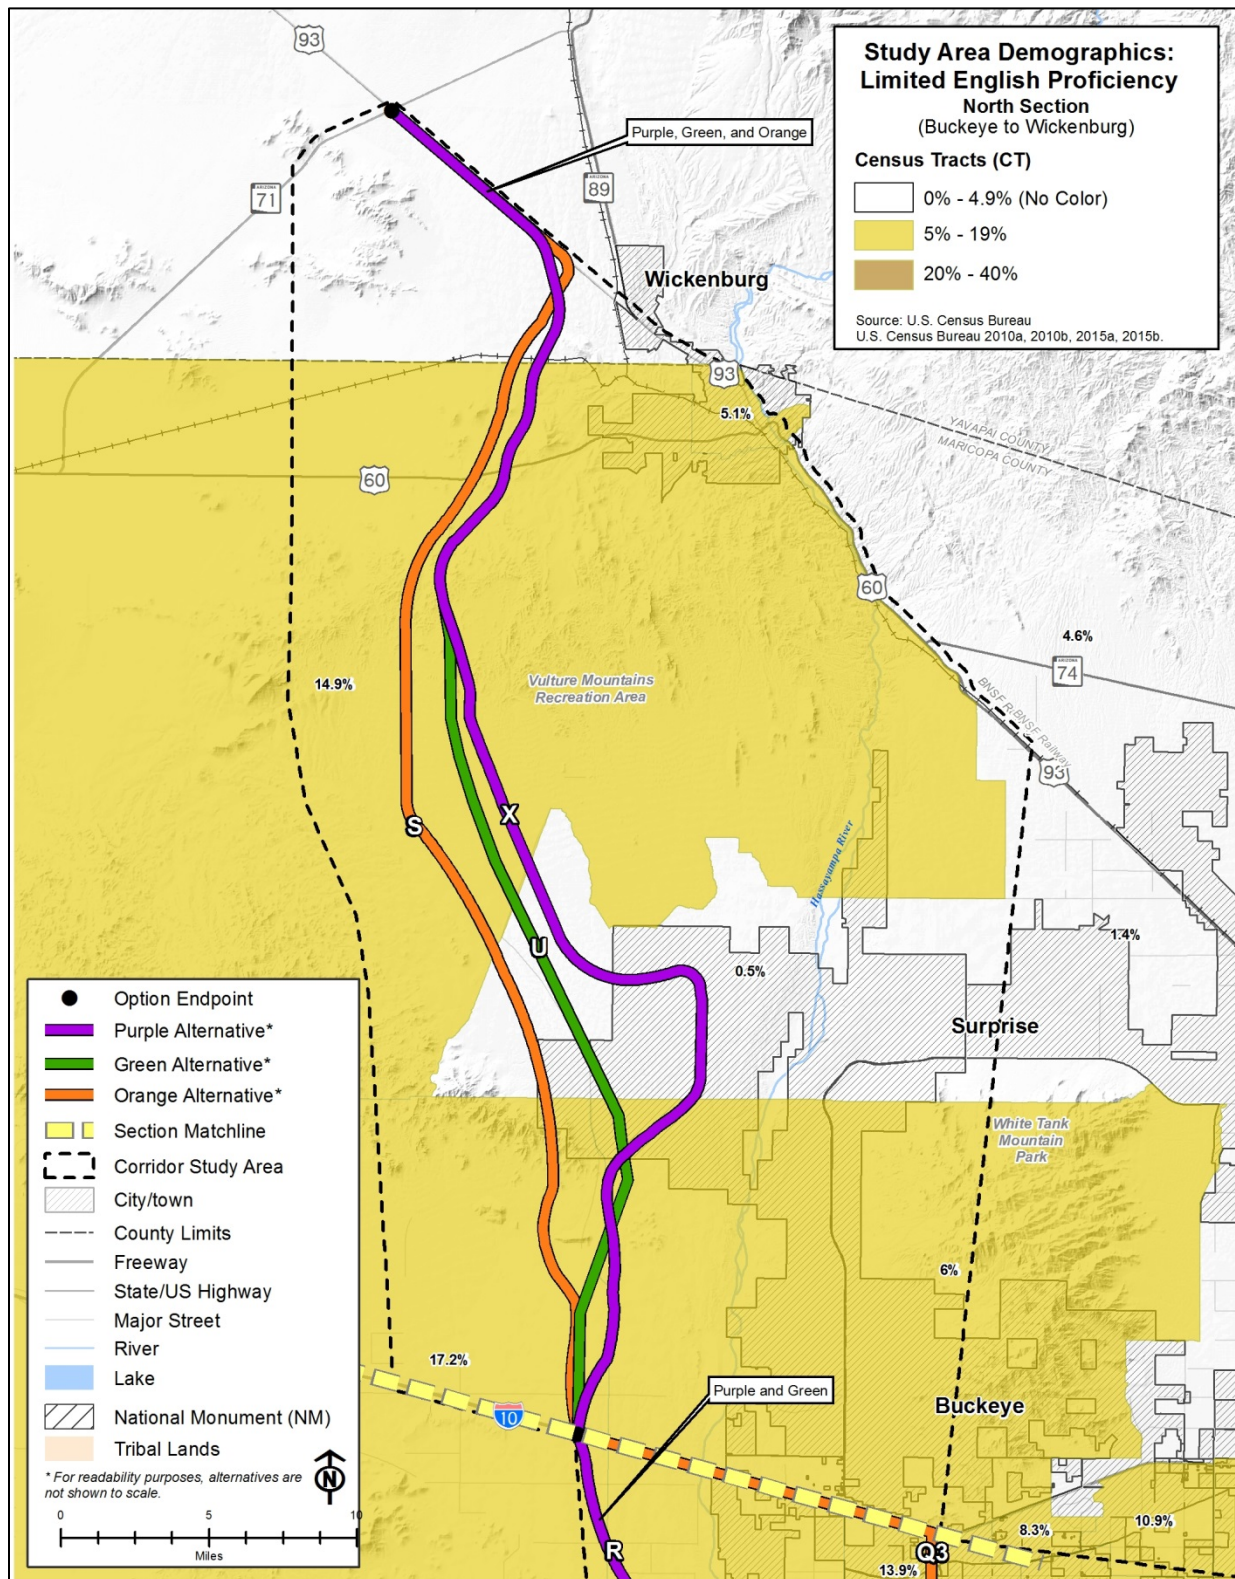 Study Area Demographics:
Limited English Proficiency
North Section
(Buckeye to Wickenburg)
Census Tracts (CT)
0% - 4.9% (No Color)
5% - 19%
20% - 40%
Source: U.S. Census Bureau
U.S. Census Bureau 2010a, 2010b, 2015a, 2015b.
93
Purple, Green, and Orange
ARIZONA
71
ARIZONA
89
Wickenburg
93
5.1%
YAVAPAI COUNTY
MARICOPA COUNTY
60
60
4.6%
ARIZONA
74
14.9%
Vulture Mountains
Recreation Area
BNSF R
BNSF Railway
93
S
X
Hassayampa River
U
0.5%
1.4%
Surprise
White Tank
Mountain
Park
6%
17.2%
10
Purple and Green
Buckeye
R
Q3
13.9%
8.3%
10.9%
Option Endpoint
Purple Alternative*
Green Alternative*
Orange Alternative*
Section Matchline
Corridor Study Area
City/town
County Limits
Freeway
State/US Highway
Major Street
River
Lake
National Monument (NM)
Tribal Lands
* For readability purposes, alternatives are
not shown to scale.
N
0 5 10
Miles